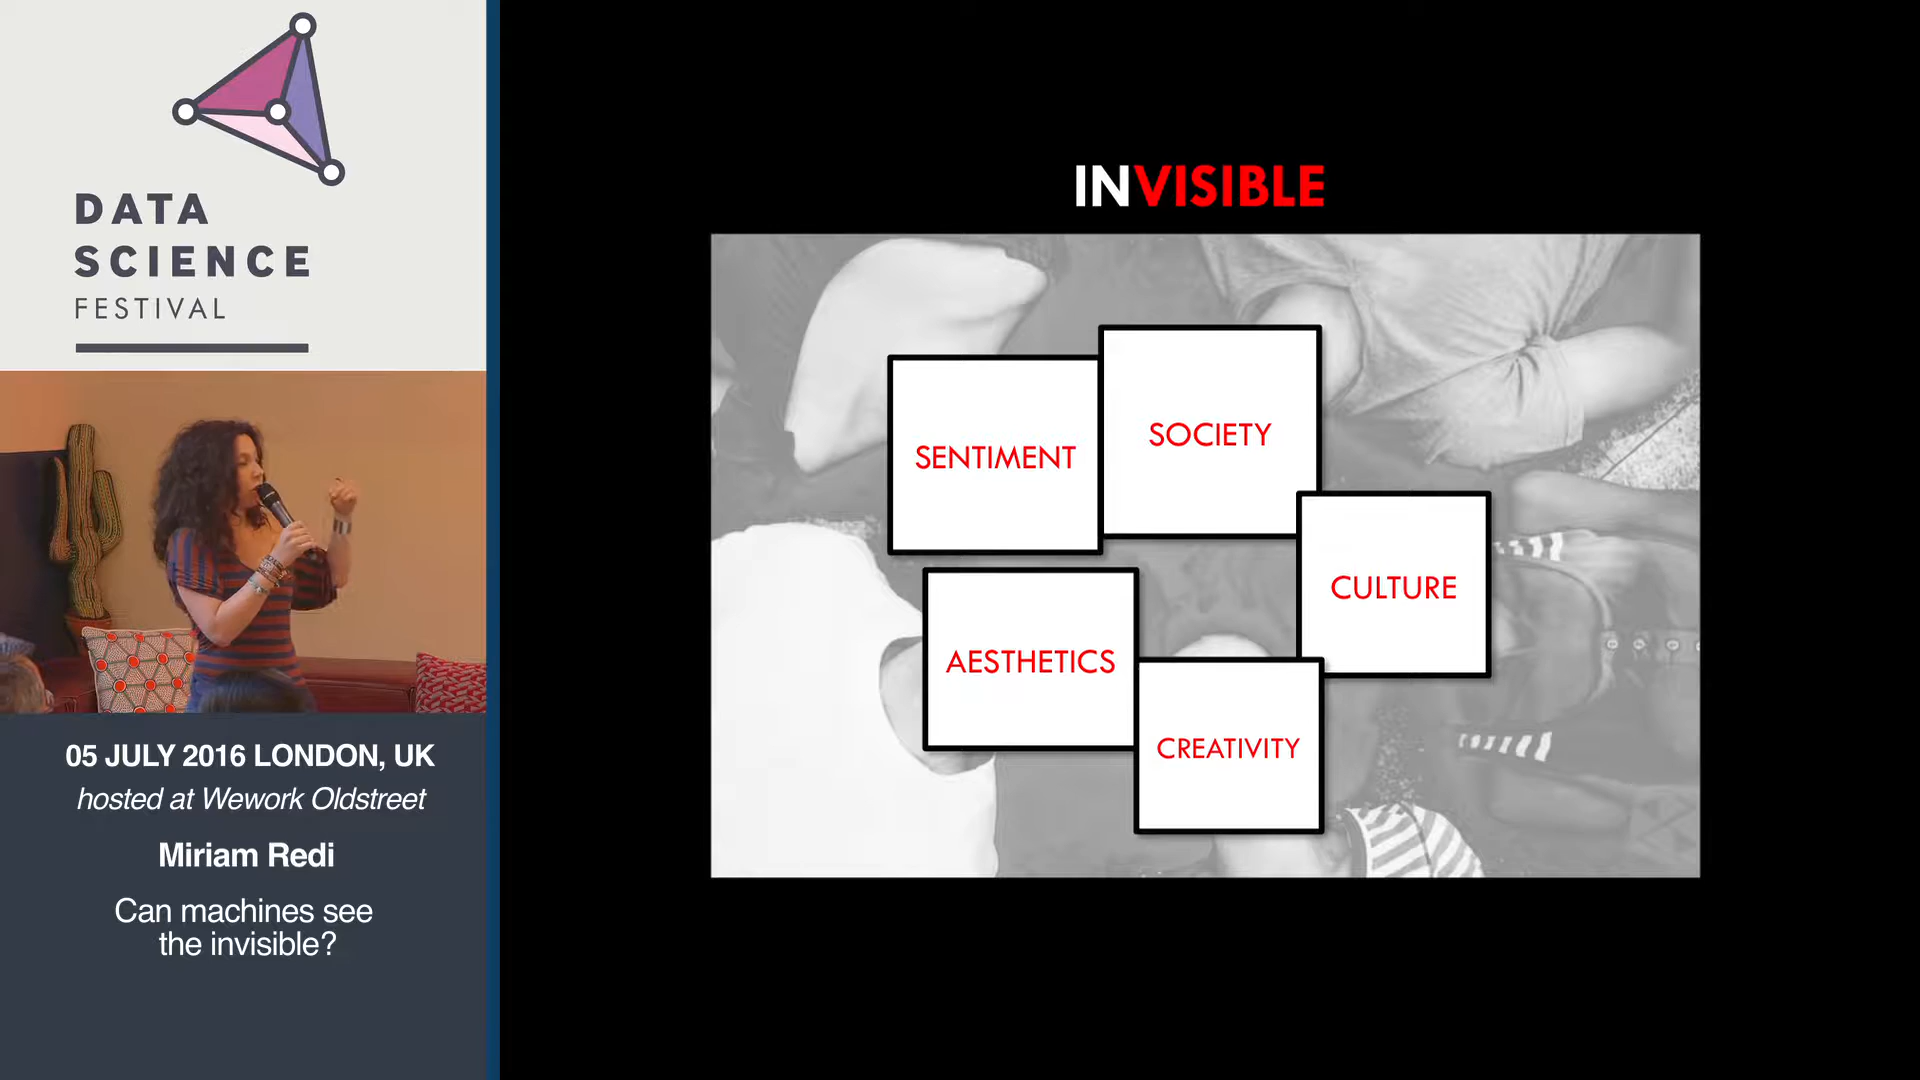 DATA
SCIENCE
FESTIVAL
05 JULY 2016 LONDON, UK
hosted at Wework Oldstreet
Miriam Redi
Can machines see
the invisible?
INVISIBLE
SENTIMENT
SOCIETY
CULTURE
AESTHETICS
CREATIVITY